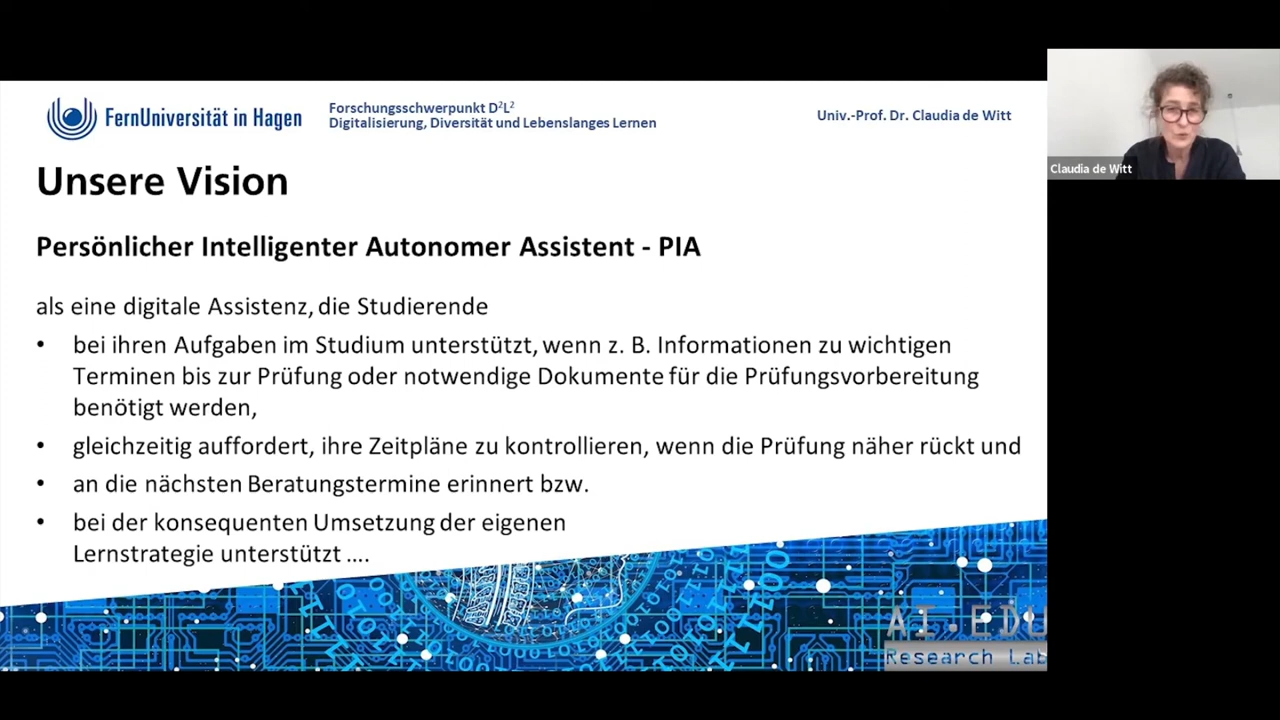 FernUniversität in Hagen
Forschungsschwerpunkt D²L²
Digitalisierung, Diversität und Lebenslanges Lernen
Univ.-Prof. Dr. Claudia de Witt
Claudia de Witt
Unsere Vision
Persönlicher Intelligenter Autonomer Assistent - PIA
als eine digitale Assistenz, die Studierende
• bei ihren Aufgaben im Studium unterstützt, wenn z. B. Informationen zu wichtigen
Terminen bis zur Prüfung oder notwendige Dokumente für die Prüfungsvorbereitung
benötigt werden,
• gleichzeitig auffordert, ihre Zeitpläne zu kontrollieren, wenn die Prüfung näher rückt und
• an die nächsten Beratungstermine erinnert bzw.
• bei der konsequenten Umsetzung der eigenen
Lernstrategie unterstützt ....
AI.EDU
Research Lab